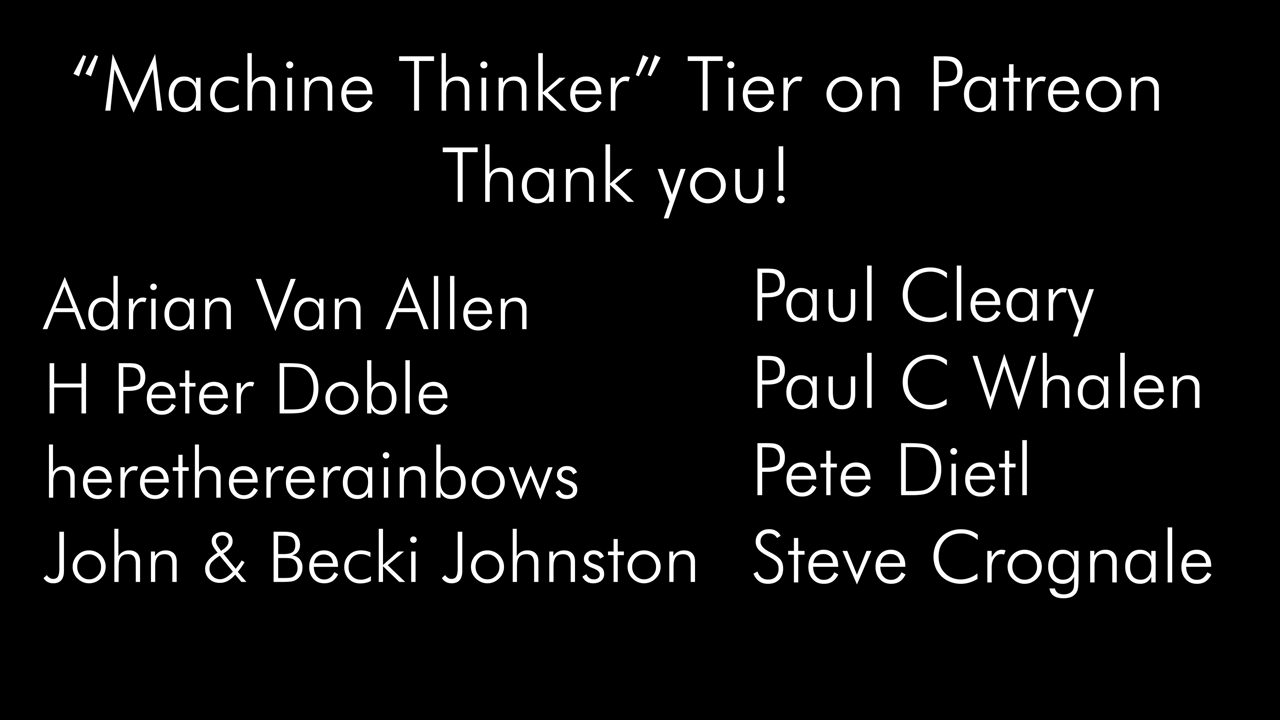 “Machine Thinker” Tier on Patreon
Thank you!
Adrian Van Allen
H Peter Doble
herethererainbows
John & Becki Johnston
Paul Cleary
Paul C Whalen
Pete Dietl
Steve Crognale